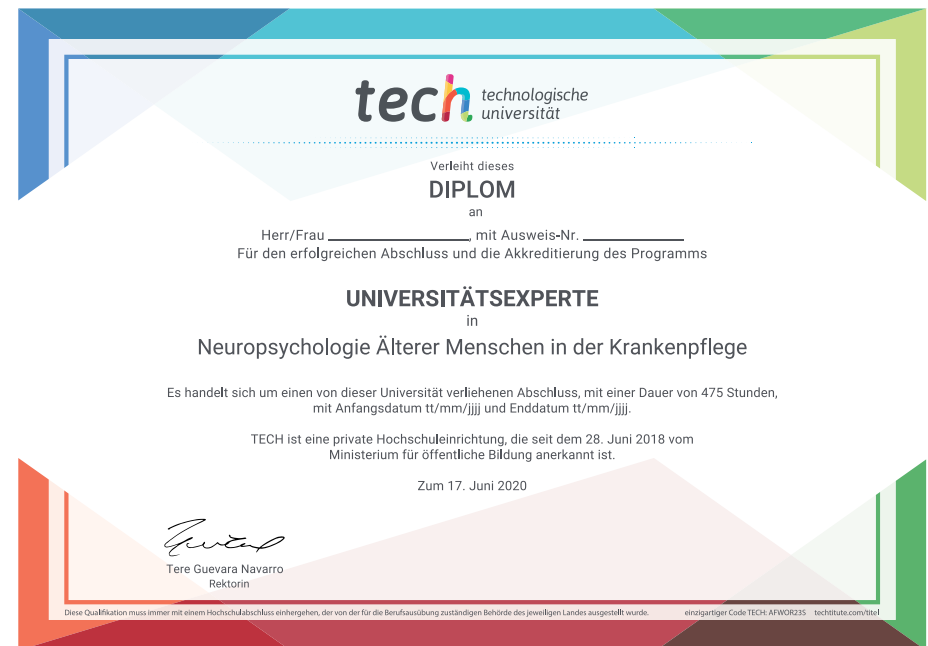 tech technologische
universität
Verleiht dieses
DIPLOM
an
Herr/Frau ___________________, mit Ausweis-Nr. ______________
Für den erfolgreichen Abschluss und die Akkreditierung des Programms
UNIVERSITÄTSEXPERTE
in
Neuropsychologie Älterer Menschen in der Krankenpflege
Es handelt sich um einen von dieser Universität verliehenen Abschluss, mit einer Dauer von 475 Stunden,
mit Anfangsdatum tt/mm/jjjj und Enddatum tt/mm/jjjj.
TECH ist eine private Hochschuleinrichtung, die seit dem 28. Juni 2018 vom
Ministerium für öffentliche Bildung anerkannt ist.
Zum 17. Juni 2020
Tere Guevara Navarro
Rektorin
Diese Qualifikation muss immer mit einem Hochschulabschluss einhergehen, der von der für die Berufsausübung zuständigen Behörde des jeweiligen Landes ausgestellt wurde. einzigartiger Code TECH: AFWOR23S techtitute.com/titel